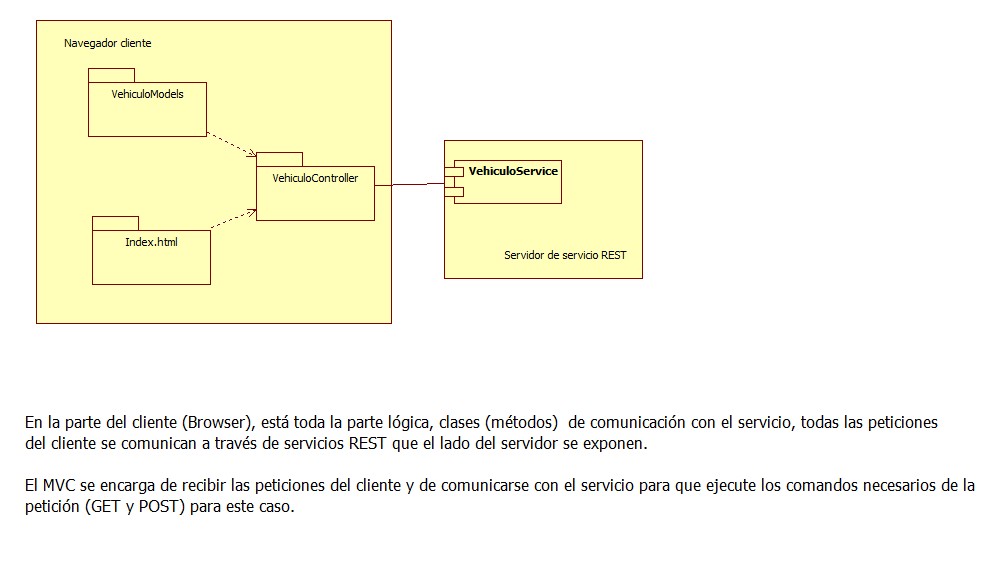 Navegador cliente
VehiculoModels
VehiculoController
Index.html
VehiculoService
Servidor de servicio REST
En la parte del cliente (Browser), está toda la parte lógica, clases (métodos)  de comunicación con el servicio, todas las peticiones
del cliente se comunican a través de servicios REST que el lado del servidor se exponen.
El MVC se encarga de recibir las peticiones del cliente y de comunicarse con el servicio para que ejecute los comandos necesarios de la
petición (GET y POST) para este caso.